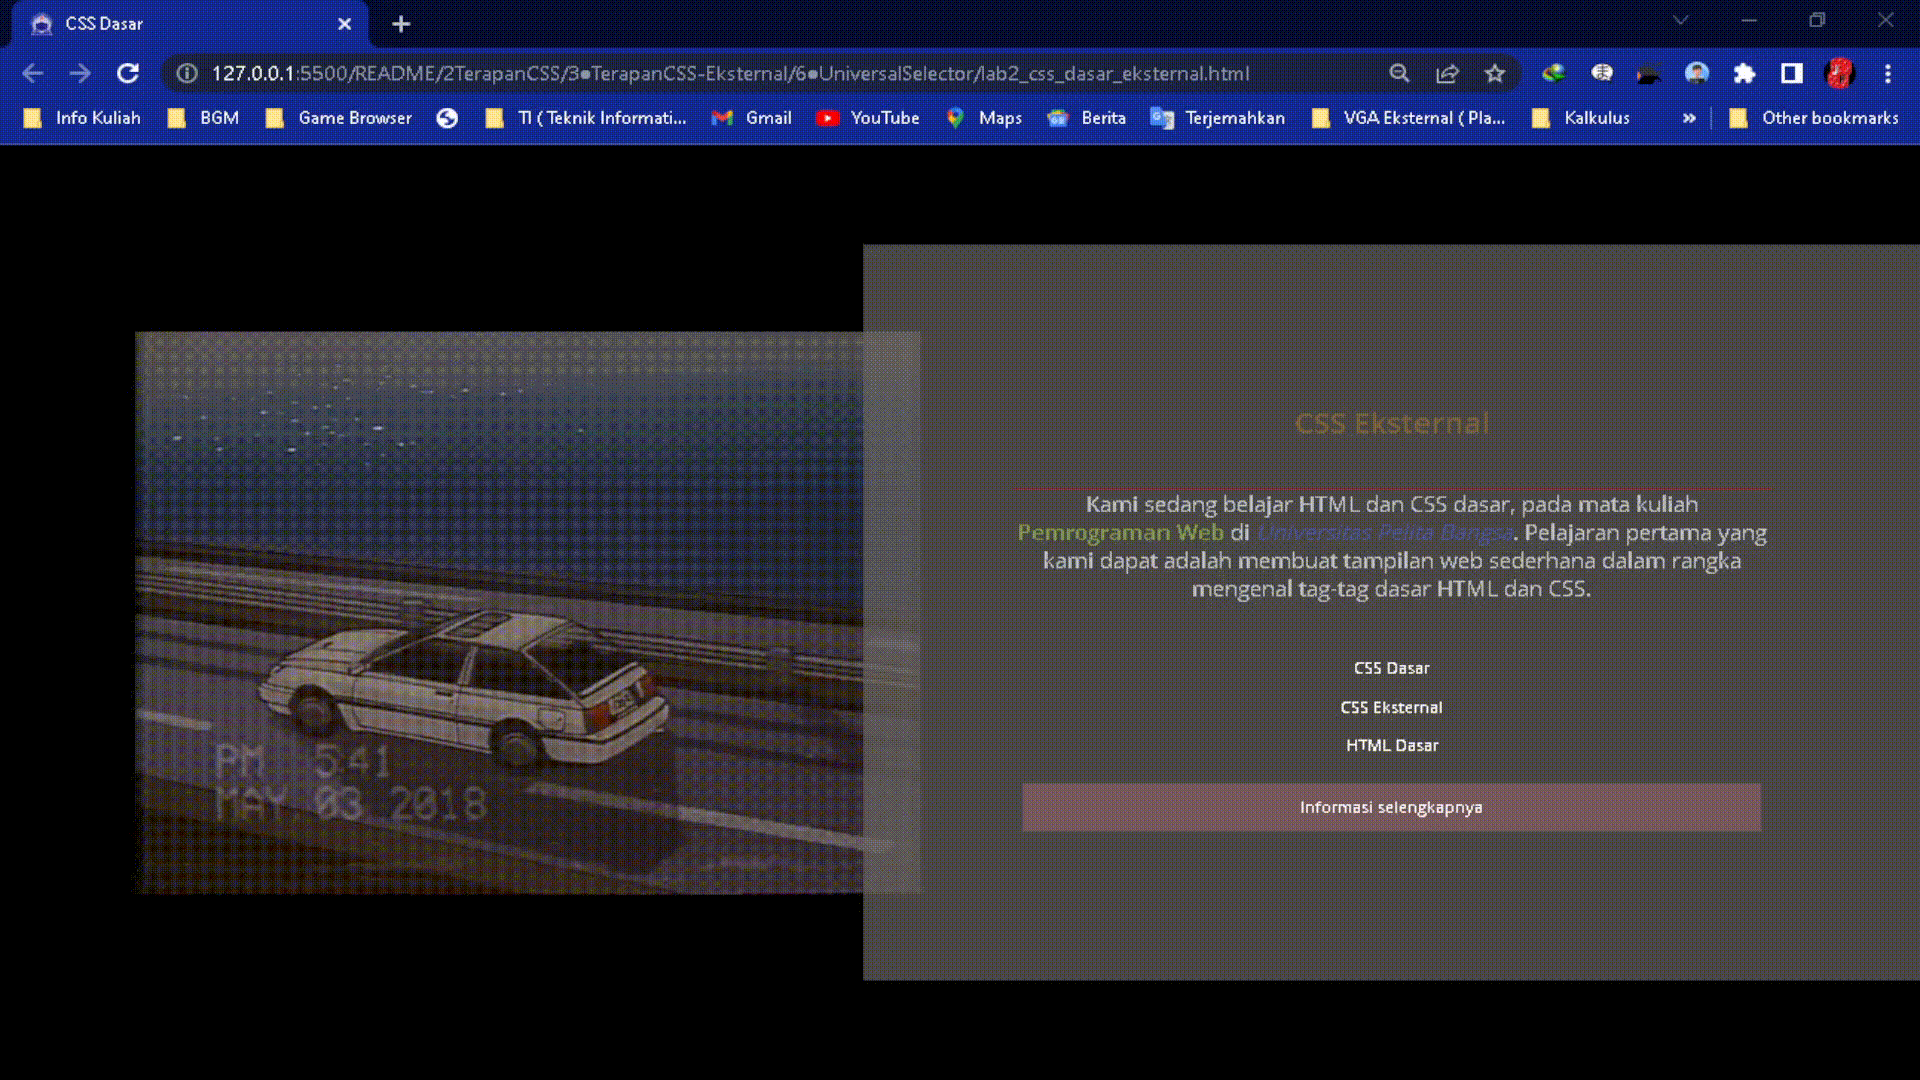 CSS Dasar
127.0.0.1:5500/README/2TerapanCSS/3●TerapanCSS-Eksternal/6●UniversalSelector/lab2_css_dasar_eksternal.html
Info Kuliah BGM Game Browser TI ( Teknik Informati... Gmail YouTube Maps Berita Terjemahkan VGA Eksternal ( Pla... Kalkulus » Other bookmarks
CSS Eksternal
Kami sedang belajar HTML dan CSS dasar, pada mata kuliah
Pemrograman Web di Universitas Pelita Bangsa. Pelajaran pertama yang
kami dapat adalah membuat tampilan web sederhana dalam rangka
mengenal tag-tag dasar HTML dan CSS.
CSS Dasar
CSS Eksternal
HTML Dasar
Informasi selengkapnya
PM 5:41
MAY. 03 2018